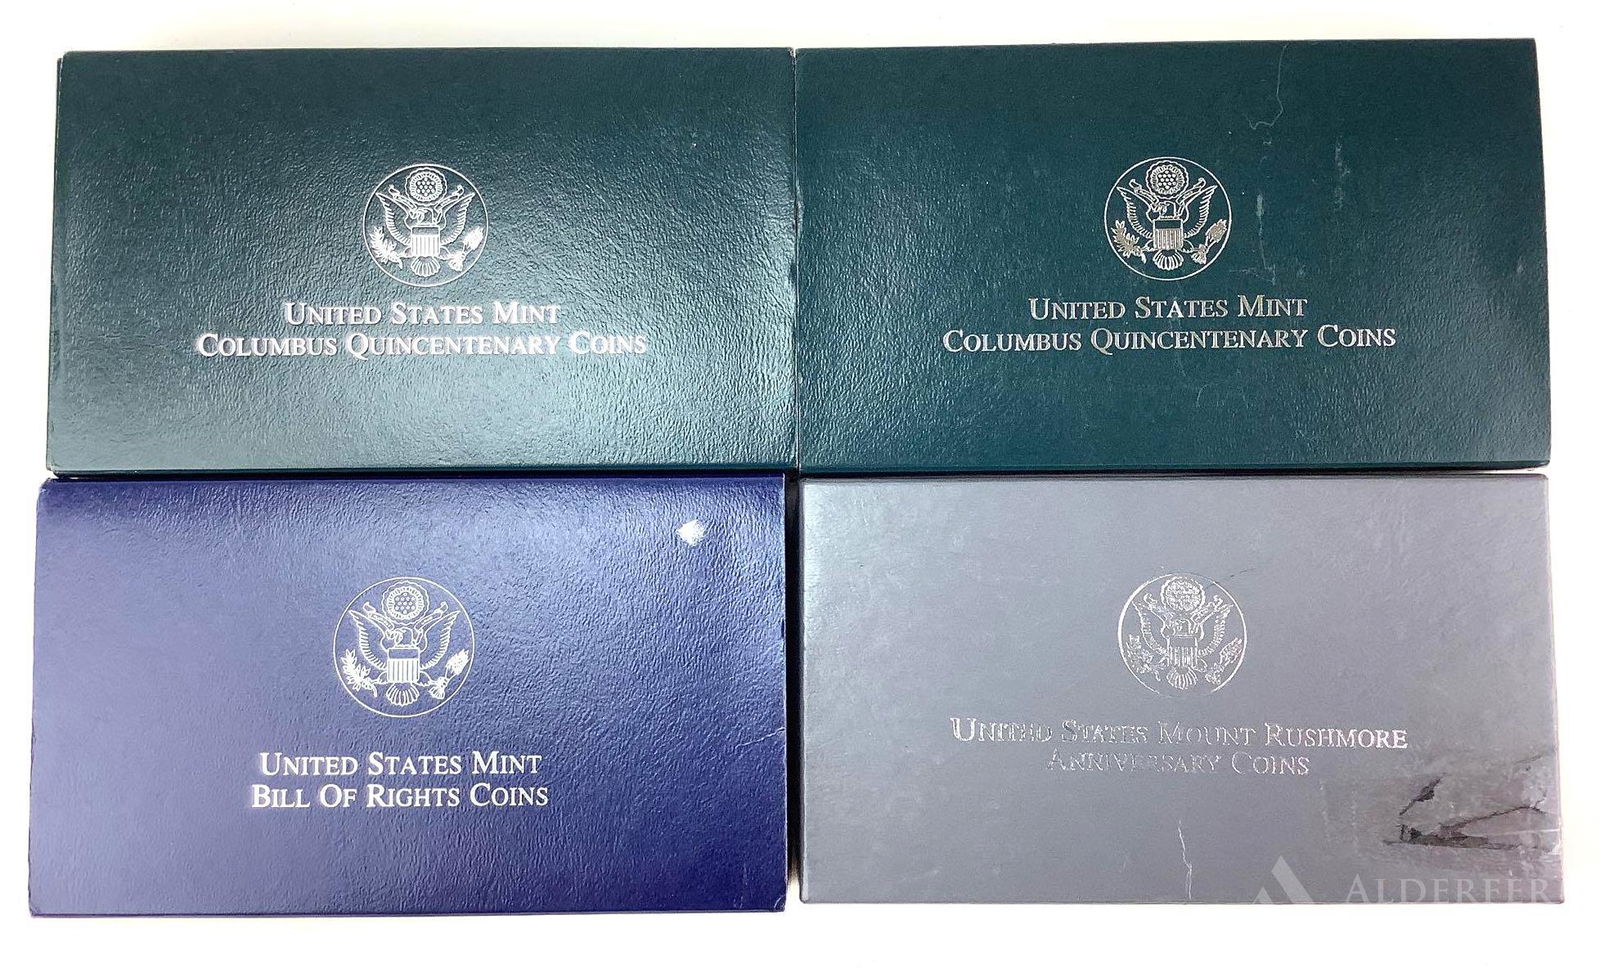 United States Mint
Columbus Quincentenary Coins
United States Mint
Columbus Quincentenary Coins
United States Mint
Bill Of Rights Coins
United States Mount Rushmore
Anniversary Coins
Alderfer